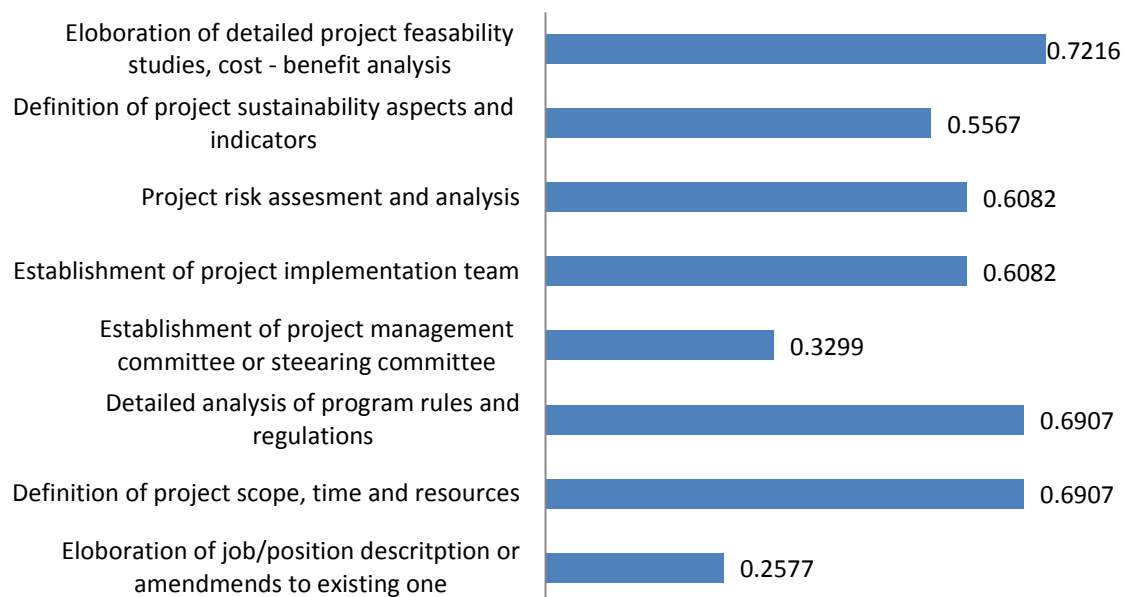 Eloboration of detailed project feasability
studies, cost - benefit analysis
0.7216
Definition of project sustainability aspects and
indicators
0.5567
Project risk assesment and analysis
0.6082
Establishment of project implementation team
0.6082
Establishment of project management
committee or steearing committee
0.3299
Detailed analysis of program rules and
regulations
0.6907
Definition of project scope, time and resources
0.6907
Eloboration of job/position descritption or
amendmends to existing one
0.2577